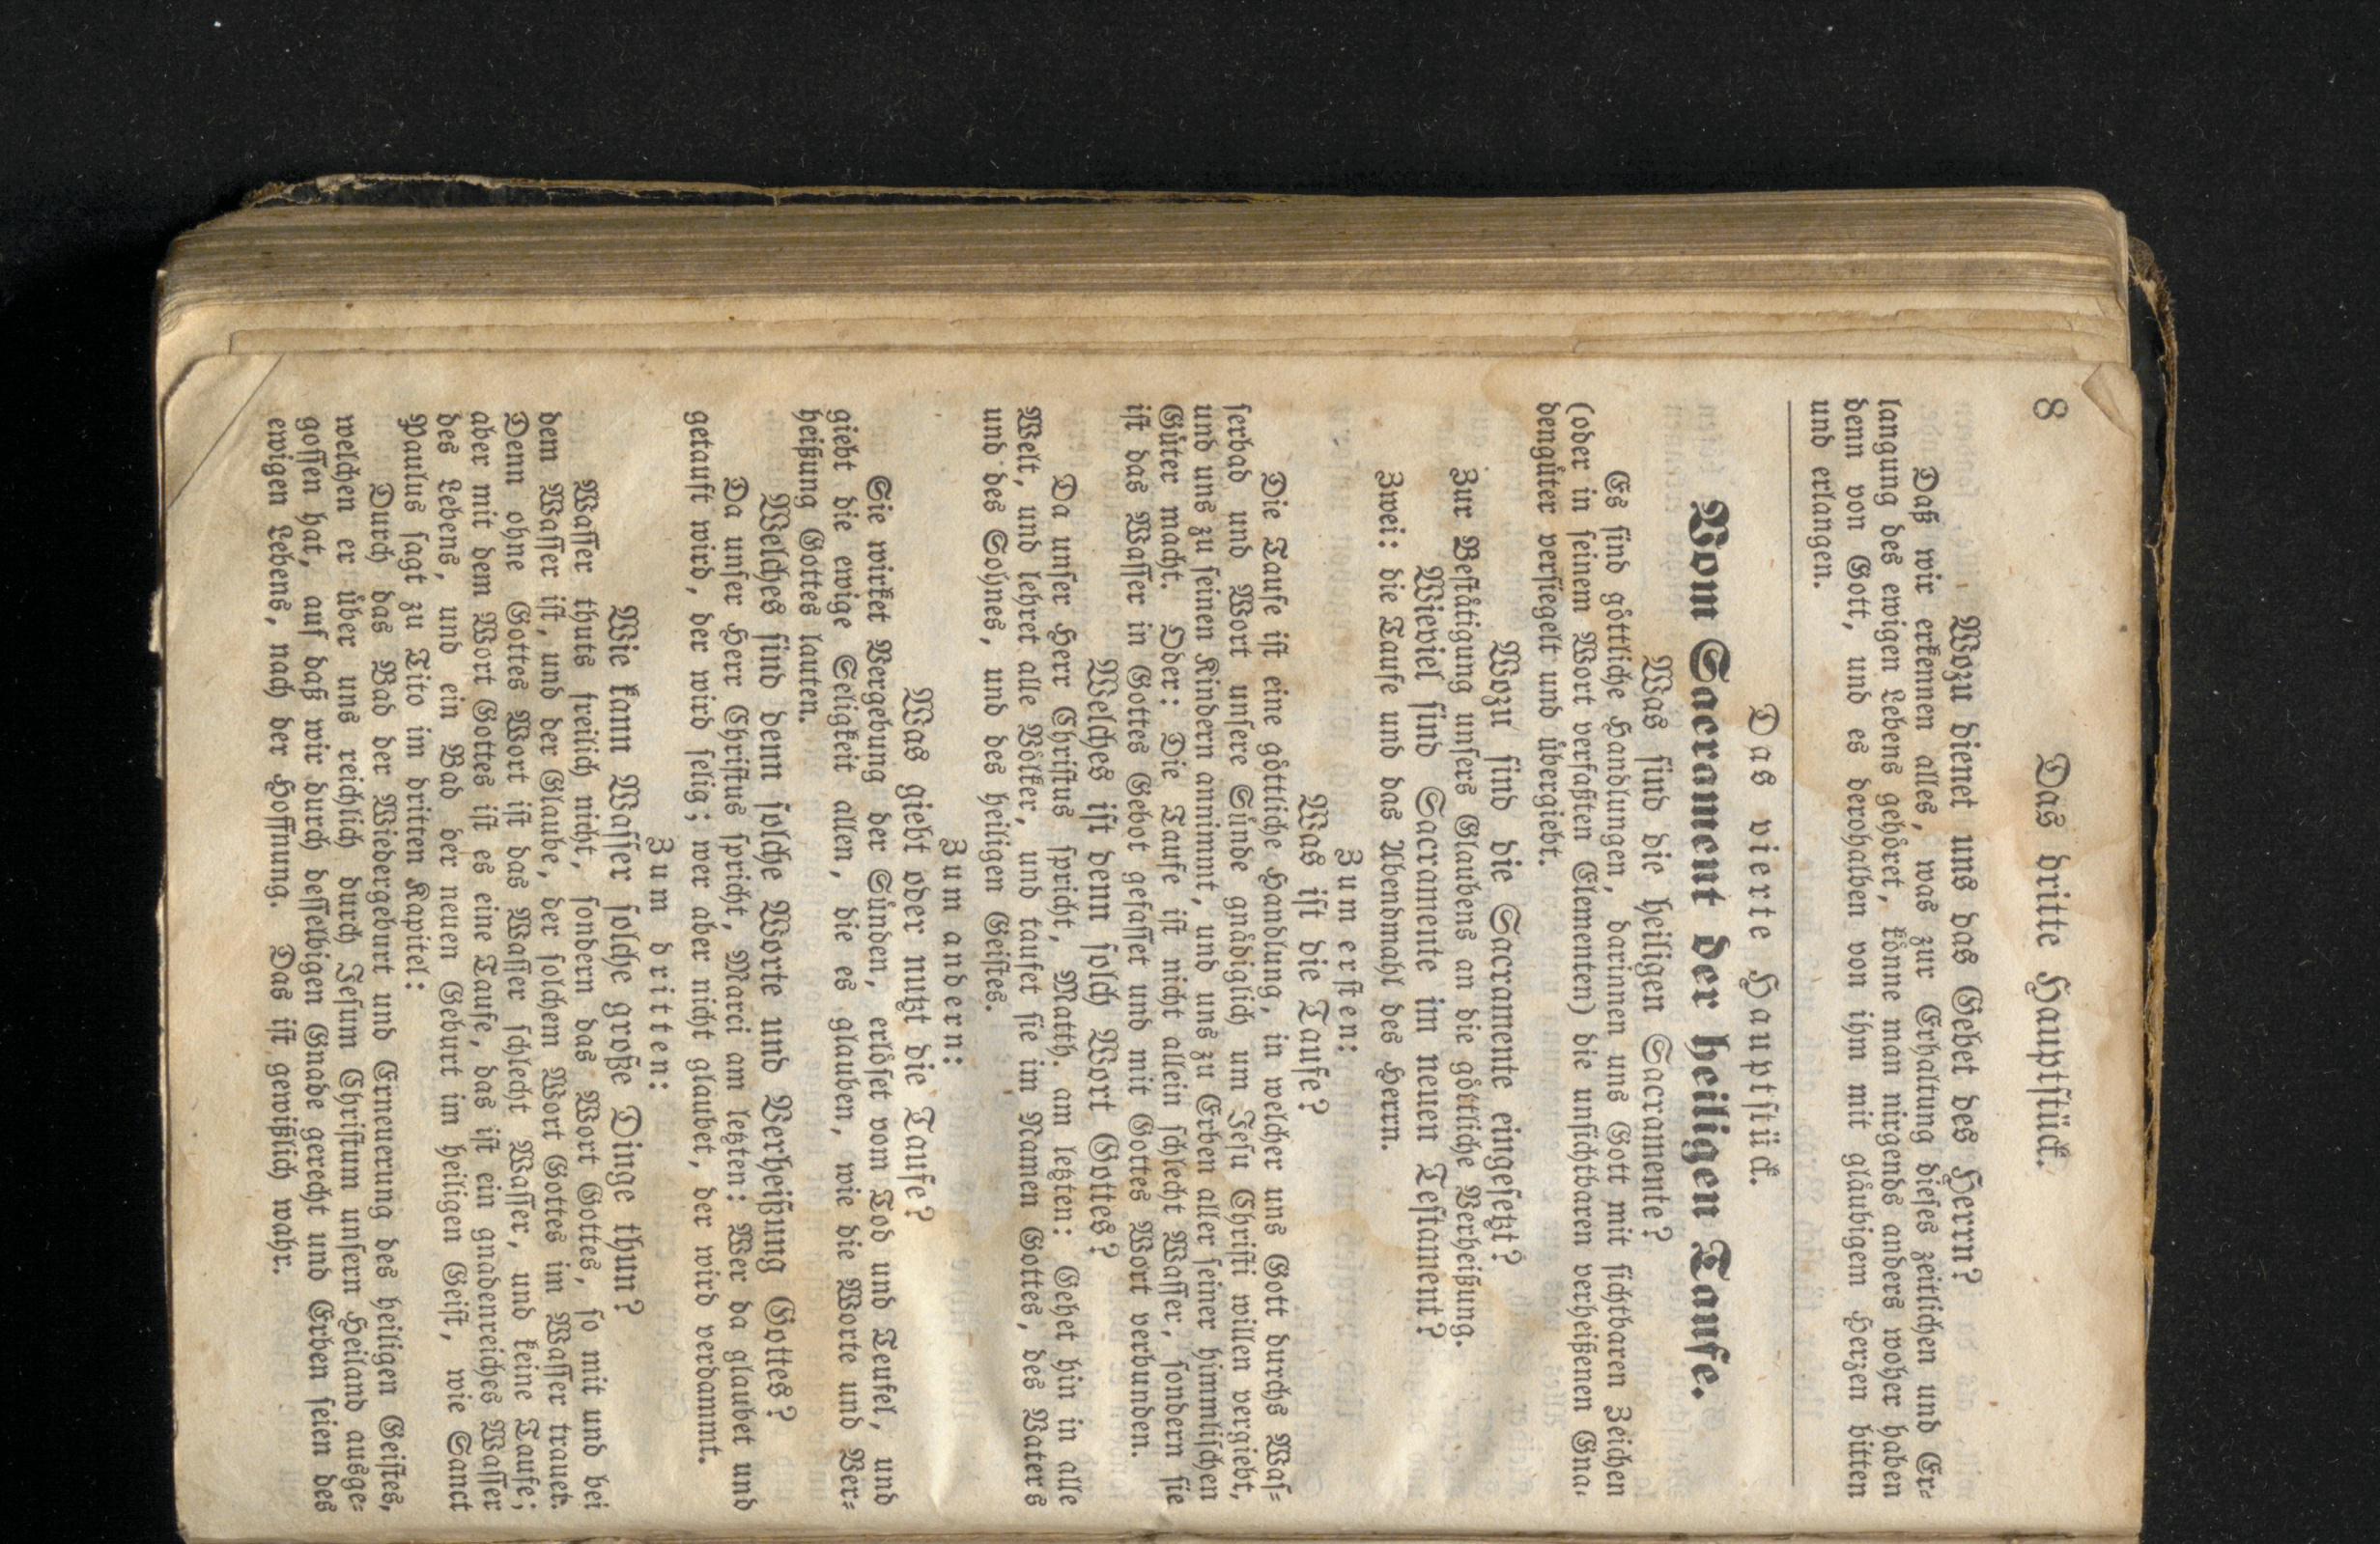 8
Das dritte Hauptstück.
Wozu dienet uns das Gebet des Herrn?
Daß wir erkennen alles, was zur Erhaltung dieses zeitlichen und Er-
langung des ewigen Lebens gehöret, könne man nirgends anders woher haben
denn von Gott, und es derohalben von ihm mit gläubigem Herzen bitten
und erlangen.
Das vierte Hauptstück.
Vom Sacrament der heiligen Taufe.
Was sind die heiligen Sacramente?
Es sind göttliche Handlungen, darinnen uns Gott mit sichtbaren Zeichen
(oder in seinem Wort verfaßten Elementen) die unsichtbaren verheißenen Gna-
dengüter versiegelt und übergiebt.
Wozu sind die Sacramente eingesetzt?
Zur Bestätigung unsers Glaubens an die göttliche Verheißung.
Wieviel sind Sacramente im neuen Testament?
Zwei: die Taufe und das Abendmahl des Herrn.
Zum ersten:
Was ist die Taufe?
Die Taufe ist eine göttliche Handlung, in welcher uns Gott durchs Was-
serbad und Wort unsere Sünde gnädiglich um Jesu Christi willen vergiebt,
und uns zu seinen Kindern annimmt, und uns zu Erben aller seiner himmlischen
Güter macht. Oder: Die Taufe ist nicht allein schlecht Wasser, sondern sie
ist das Wasser in Gottes Gebot gefasset und mit Gottes Wort verbunden.
Welches ist denn solch Wort Gottes?
Da unser Herr Christus spricht, Matth. am letzten: Gehet hin in alle
Welt, und lehret alle Völker, und taufet sie im Namen Gottes, des Vaters
und des Sohnes, und des heiligen Geistes.
Zum andern:
Was giebt oder nutzt die Taufe?
Sie wirket Vergebung der Sünden, erlöset vom Tod und Teufel, und
giebt die ewige Seligkeit allen, die es glauben, wie die Worte und Ver-
heißung Gottes lauten.
Welches sind denn solche Worte und Verheißung Gottes?
Da unser Herr Christus spricht, Marci am letzten: Wer da glaubet und
getauft wird, der wird selig; wer aber nicht glaubet, der wird verdammt.
Zum dritten:
Wie kann Wasser solche große Dinge thun?
Wasser thuts freilich nicht, sondern das Wort Gottes, so mit und bei
dem Wasser ist, und der Glaube, der solchem Wort Gottes im Wasser trauet.
Denn ohne Gottes Wort ist das Wasser schlecht Wasser, und keine Taufe;
aber mit dem Wort Gottes ist es eine Taufe, das ist ein gnadenreiches Wasser
des Lebens, und ein Bad der neuen Geburt im heiligen Geist, wie Sanct
Paulus sagt zu Tito im dritten Kapitel:
Durch das Bad der Wiedergeburt und Erneuerung des heiligen Geistes,
welchen er über uns reichlich durch Jesum Christum unsern Heiland ausge-
gossen hat, auf daß wir durch desselbigen Gnade gerecht und Erben seien des
ewigen Lebens, nach der Hoffnung. Das ist gewißlich wahr.